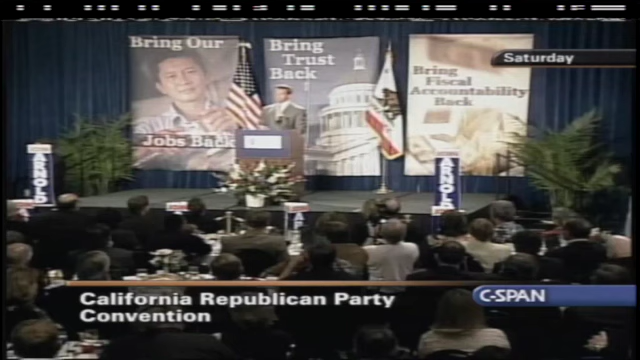 Bring Our
Jobs Back
Bring
Trust
Back
Bring
Fiscal
Accountability
Back
Saturday
ARNOLD
ARNOLD
California Republican Party
Convention
C-SPAN